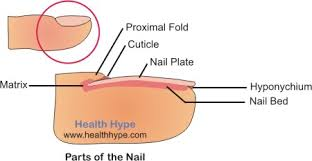 Proximal Fold
Cuticle
Nail Plate
Matrix
Hyponychium
Nail Bed
Health Hype
www.healthhype.com
Parts of the Nail